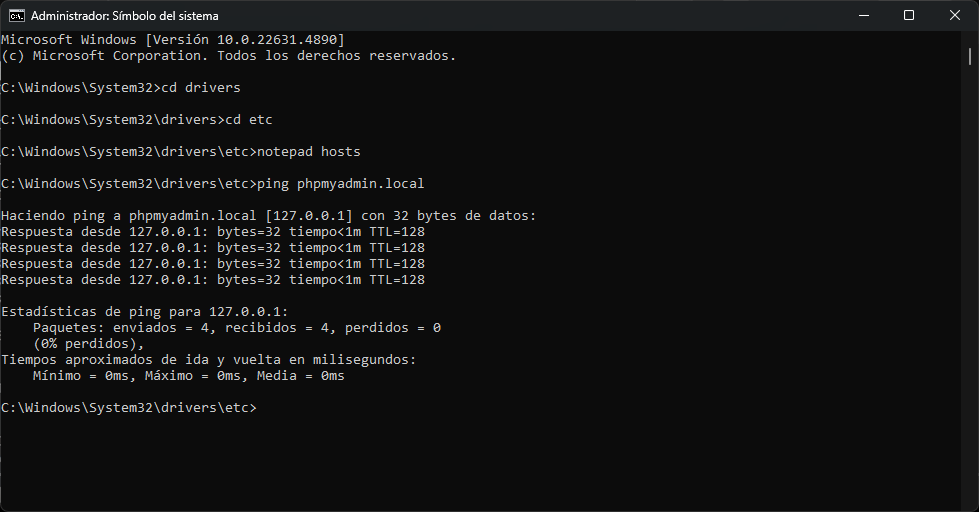 Administrador: Símbolo del sistema
Microsoft Windows [Versión 10.0.22631.4890]
(c) Microsoft Corporation. Todos los derechos reservados.
C:\Windows\System32>cd drivers
C:\Windows\System32\drivers>cd etc
C:\Windows\System32\drivers\etc>notepad hosts
C:\Windows\System32\drivers\etc>ping phpmyadmin.local
Haciendo ping a phpmyadmin.local [127.0.0.1] con 32 bytes de datos:
Respuesta desde 127.0.0.1: bytes=32 tiempo<1m TTL=128
Respuesta desde 127.0.0.1: bytes=32 tiempo<1m TTL=128
Respuesta desde 127.0.0.1: bytes=32 tiempo<1m TTL=128
Respuesta desde 127.0.0.1: bytes=32 tiempo<1m TTL=128
Estadísticas de ping para 127.0.0.1:
    Paquetes: enviados = 4, recibidos = 4, perdidos = 0
    (0% perdidos),
Tiempos aproximados de ida y vuelta en milisegundos:
    Mínimo = 0ms, Máximo = 0ms, Media = 0ms
C:\Windows\System32\drivers\etc>